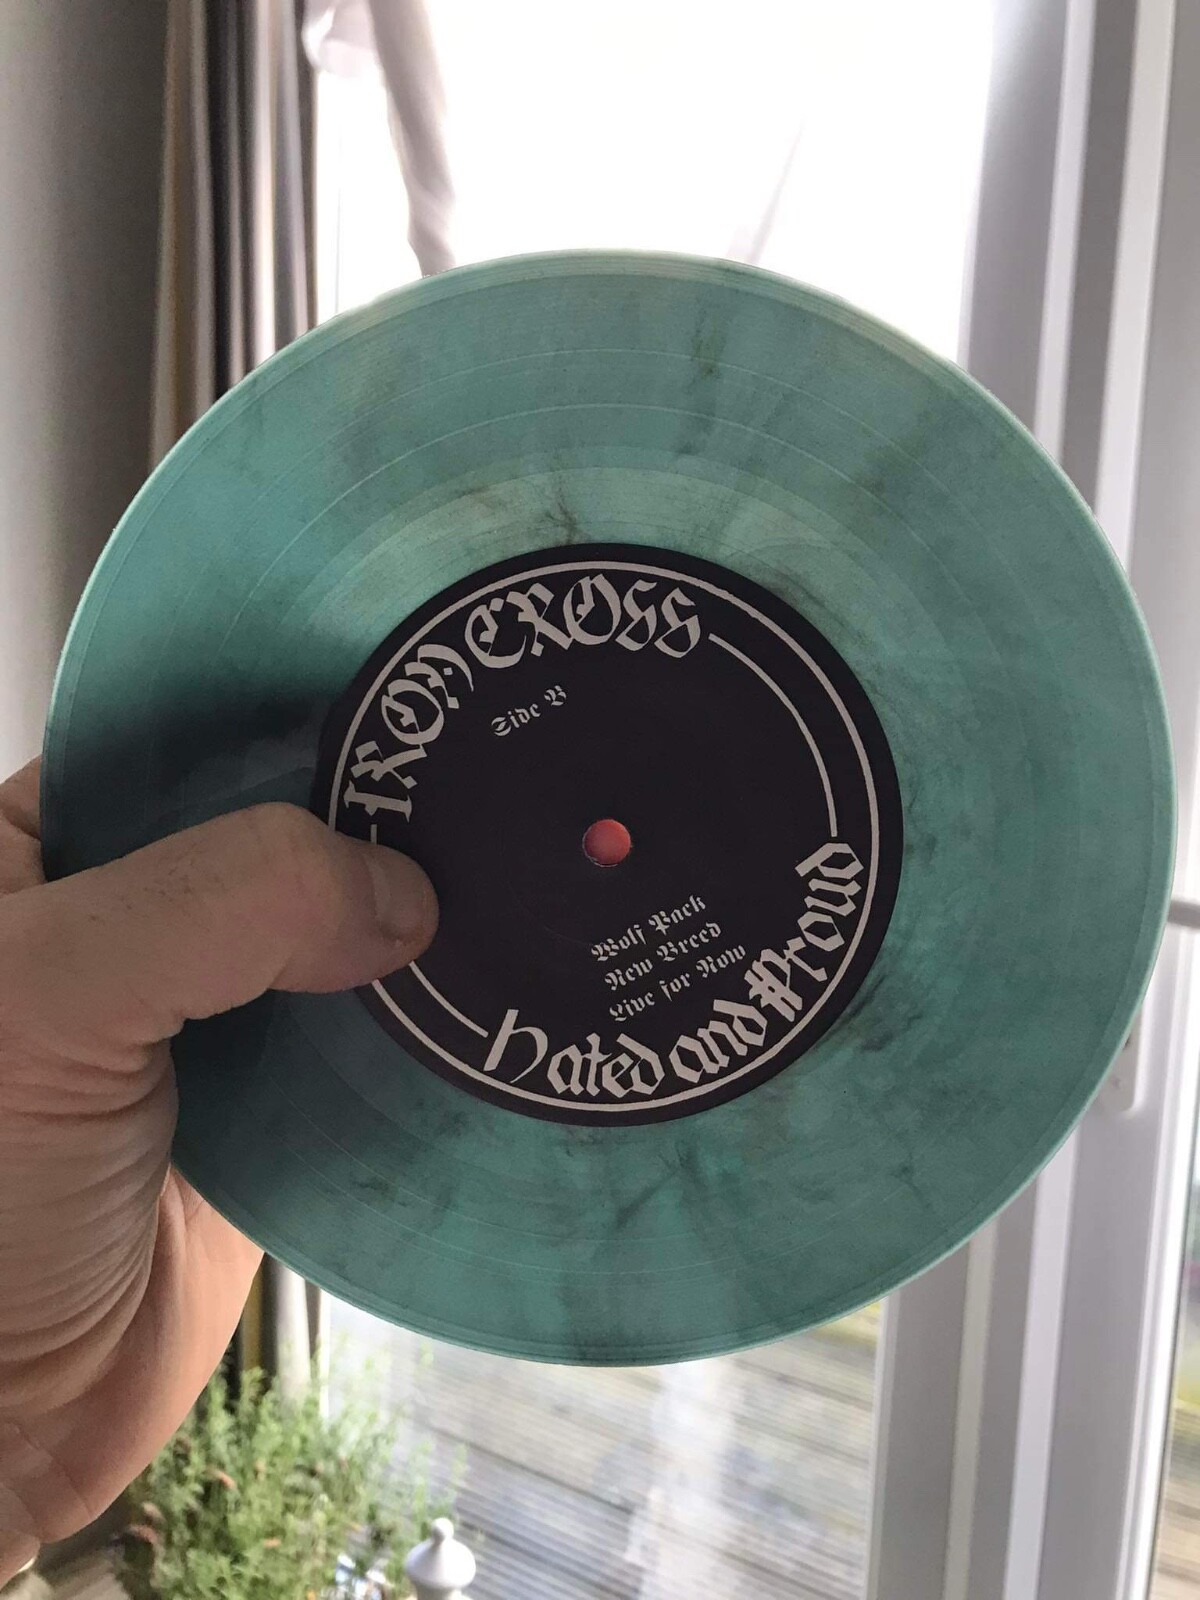 IRON CROSS
Side B
Wolf Pack
New Breed
Live for Now
Hated and Proud